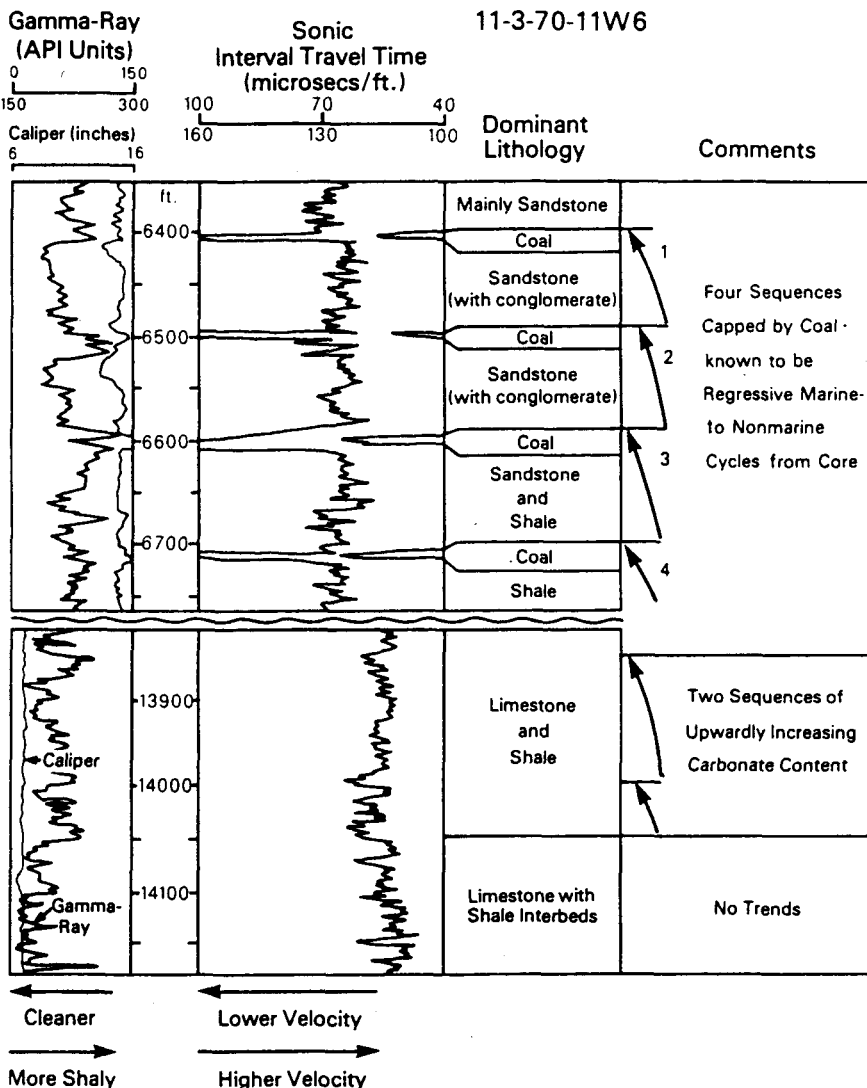 Gamma-Ray
(API Units)
0 150
150 300
Caliper (inches)
6 16
Sonic
Interval Travel Time
(microsecs/ft.)
100 70 40
160 130 100
11-3-70-11W6
Dominant
Lithology
Comments
ft.
6400
6500
6600
6700
13900
14000
14100
Caliper
Gamma-
Ray
Mainly Sandstone
Coal
Sandstone
(with conglomerate)
Coal
Sandstone
(with conglomerate)
Coal
Sandstone
and
Shale
Coal
Shale
Limestone
and
Shale
Limestone with
Shale Interbeds
1
2
3
4
Four Sequences
Capped by Coal·
known to be
Regressive Marine-
to Nonmarine
Cycles from Core
Two Sequences of
Upwardly Increasing
Carbonate Content
No Trends
Cleaner
More Shaly
Lower Velocity
Higher Velocity